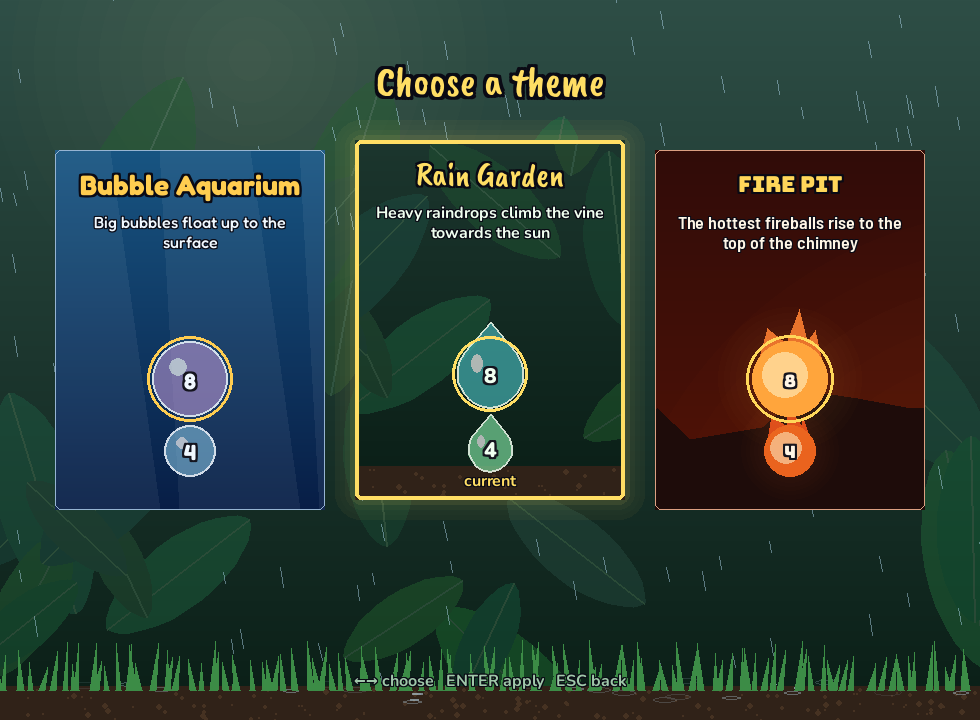 Choose a theme
Bubble Aquarium
Big bubbles float up to the
surface
8
4
Rain Garden
Heavy raindrops climb the vine
towards the sun
8
4
current
FIRE PIT
The hottest fireballs rise to the
top of the chimney
8
4
←→ choose   ENTER apply   ESC back